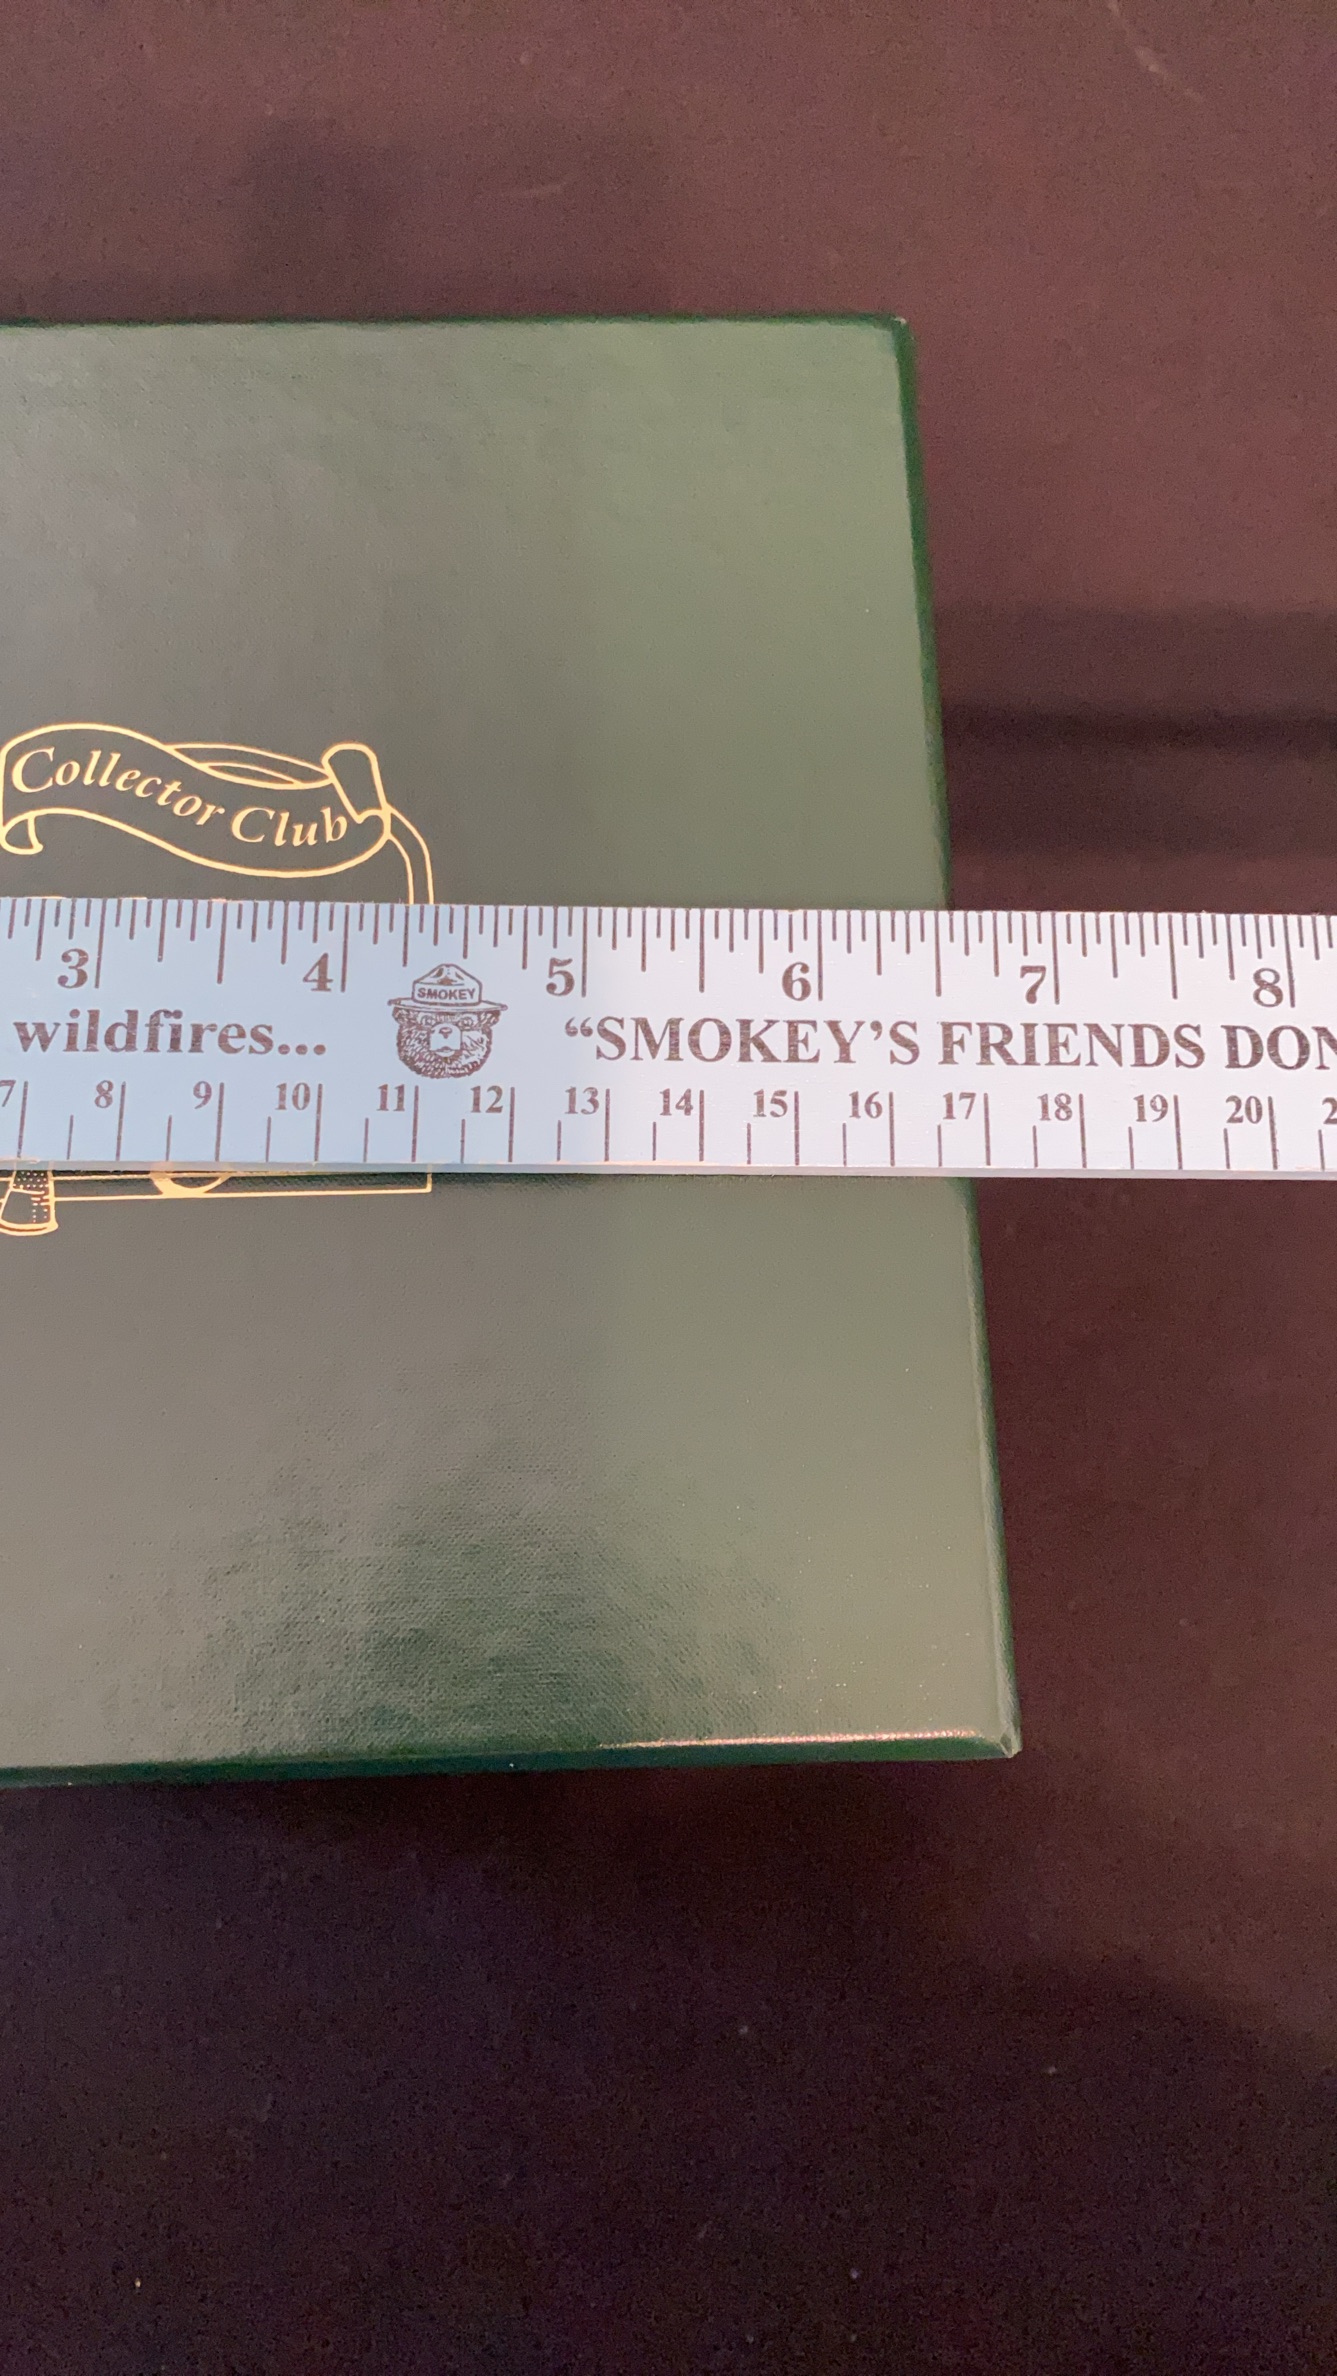 Collector Club
3 4 5 6 7 8
SMOKEY
wildfires... “SMOKEY’S FRIENDS DON
7 8 9 10 11 12 13 14 15 16 17 18 19 20 2